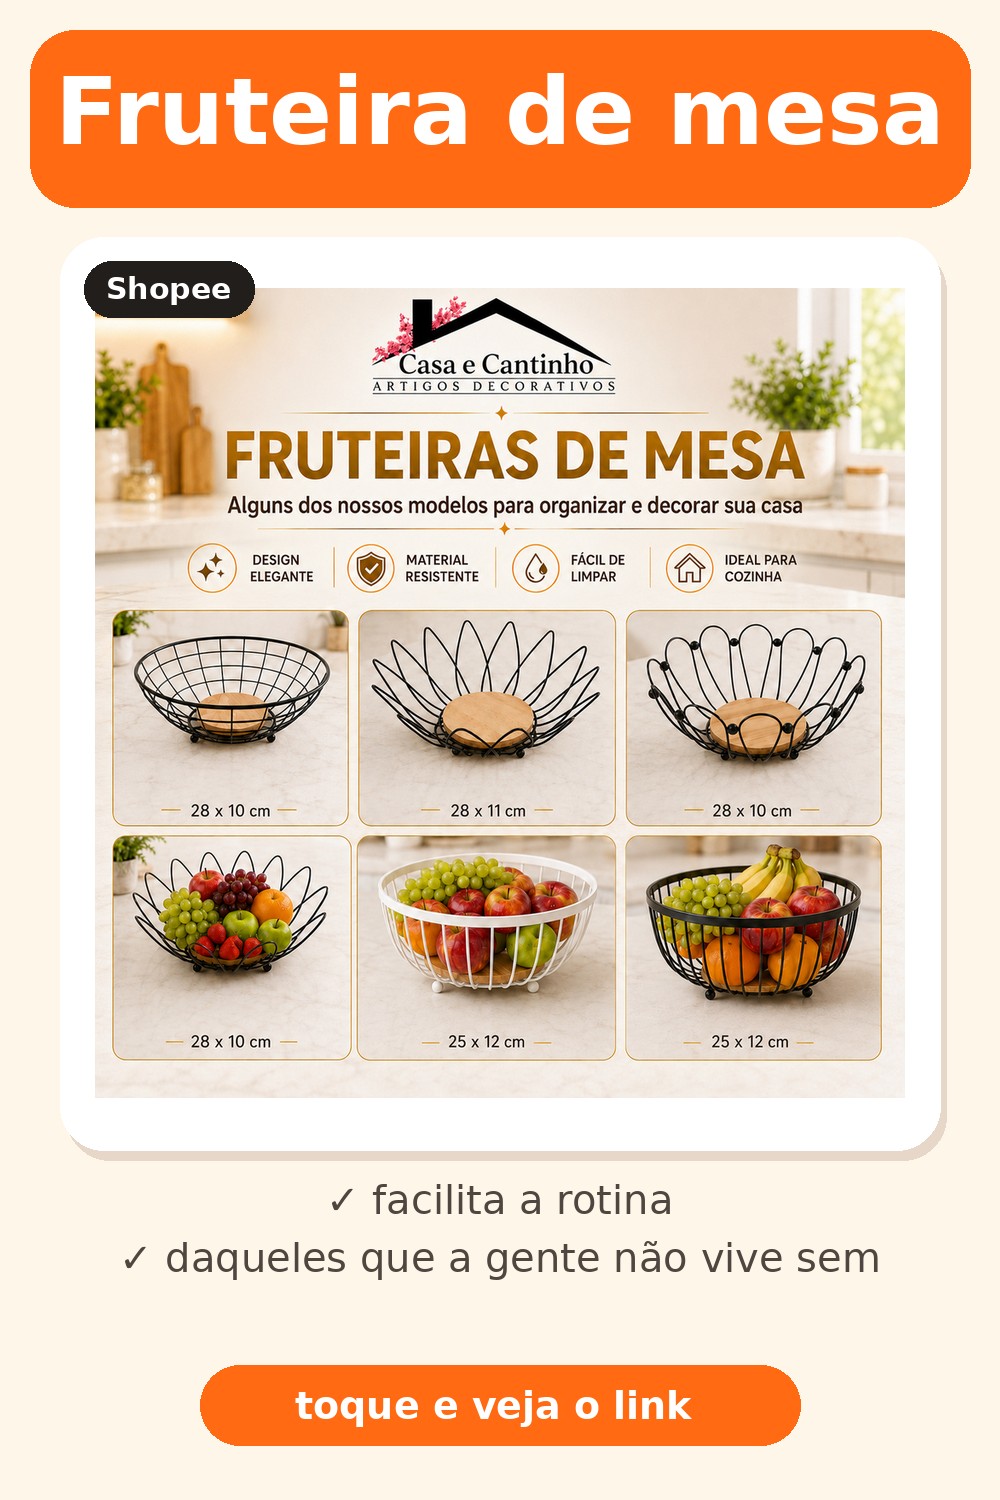 Fruteira de mesa
Shopee
Casa e Cantinho
ARTIGOS DECORATIVOS
FRUTEIRAS DE MESA
Alguns dos nossos modelos para organizar e decorar sua casa
DESIGN
ELEGANTE
MATERIAL
RESISTENTE
FÁCIL DE
LIMPAR
IDEAL PARA
COZINHA
28 x 10 cm
28 x 11 cm
28 x 10 cm
28 x 10 cm
25 x 12 cm
25 x 12 cm
✓ facilita a rotina
✓ daqueles que a gente não vive sem
toque e veja o link